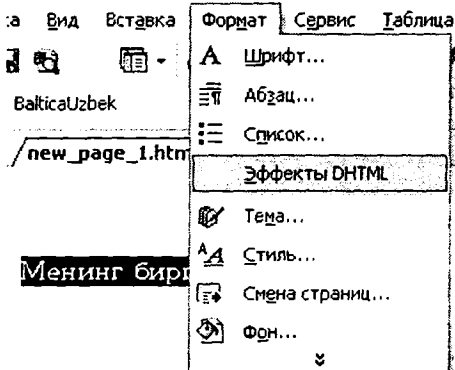 :а Вид Вставка Формат Сервис Таблица
Шрифт...
BalticaUzbek
Абзац...
Список...
new_page_1.htm
Эффекты DHTML
Тема...
Менинг
Стиль...
Смена страниц...
Фон...